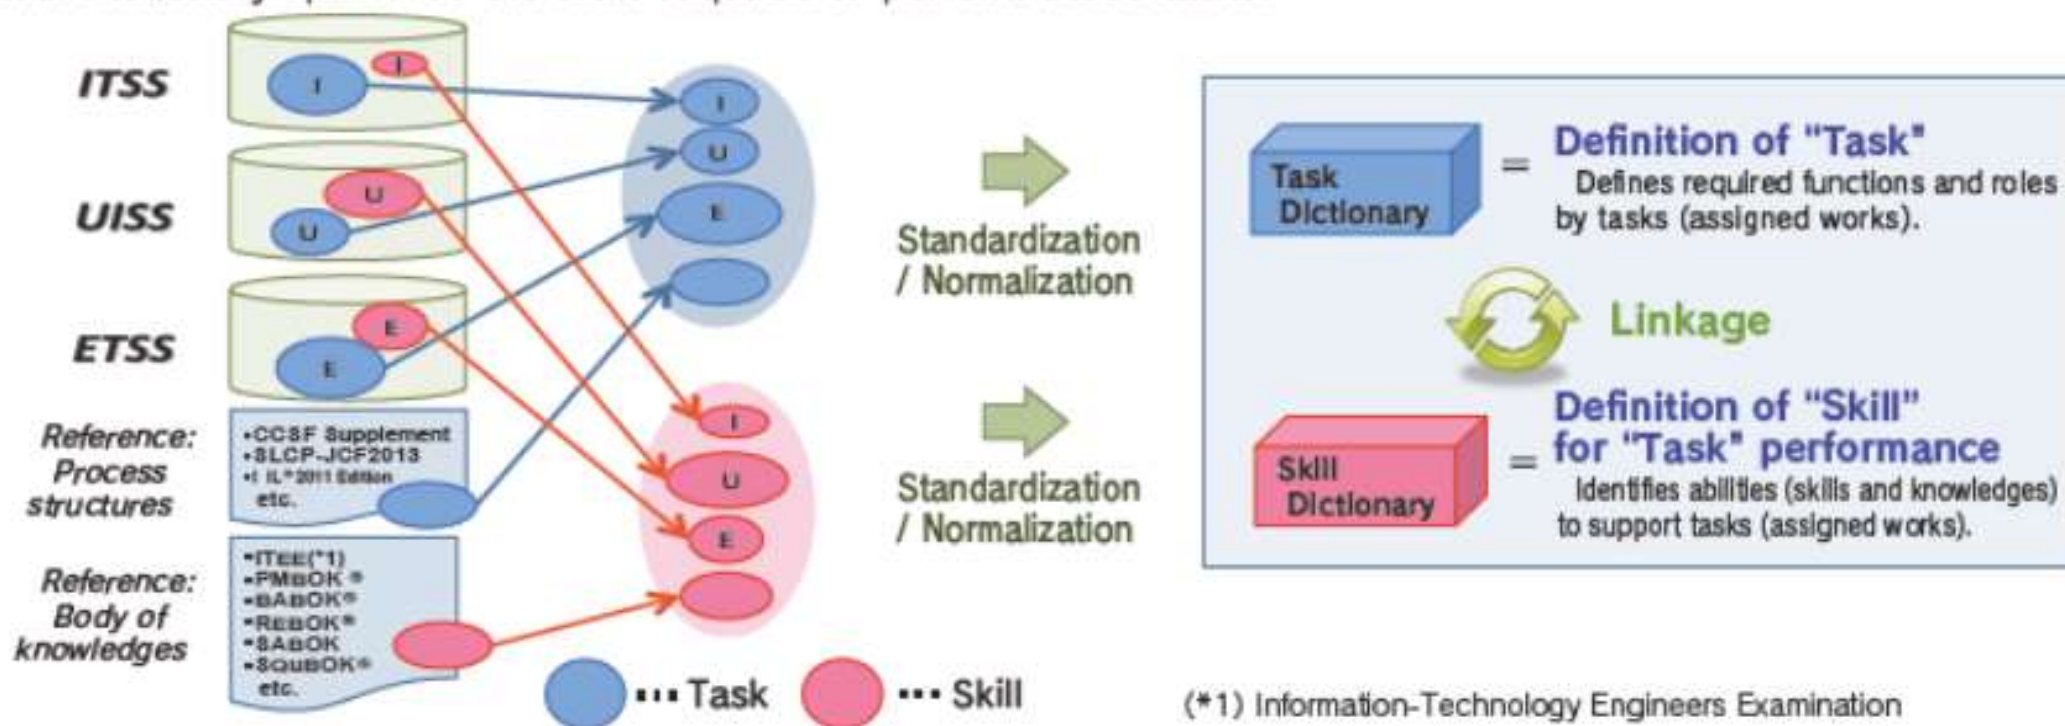 ITSS
I
I
I
UISS
U
U
U
ETSS
E
E
E
Reference:
Process
structures
•CCSF Supplement
•SLCP-JCF2013
2011 Edition
etc.
Reference:
Body of
knowledges
▪ITEE(*1)
▪PMBOK®
▪BABOK®
▪REBOK®
▪SABOK
▪SQuBOK®
etc.
I
U
E
Standardization
/ Normalization
Standardization
/ Normalization
Task
Dictionary
=
Definition of "Task"
Defines required functions and roles
by tasks (assigned works).
Linkage
Skill
Dictionary
=
Definition of "Skill"
for "Task" performance
Identifies abilities (skills and knowledges)
to support tasks (assigned works).
▪▪▪ Task
▪▪▪ Skill
(*1) Information-Technology Engineers Examination